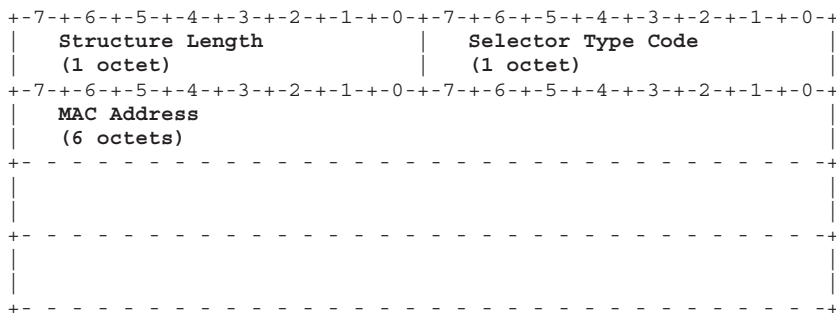 +-7-+-6-+-5-+-4-+-3-+-2-+-1-+-0-+-7-+-6-+-5-+-4-+-3-+-2-+-1-+-0-+
| Structure Length | Selector Type Code |
| (1 octet) | (1 octet) |
+-7-+-6-+-5-+-4-+-3-+-2-+-1-+-0-+-7-+-6-+-5-+-4-+-3-+-2-+-1-+-0-+
| MAC Address |
| (6 octets) |
+- - - - - - - - - - - - - - - - - - - - - - - - - - - - - - - -+
| |
| |
+- - - - - - - - - - - - - - - - - - - - - - - - - - - - - - - -+
| |
| |
+- - - - - - - - - - - - - - - - - - - - - - - - - - - - - - - -+